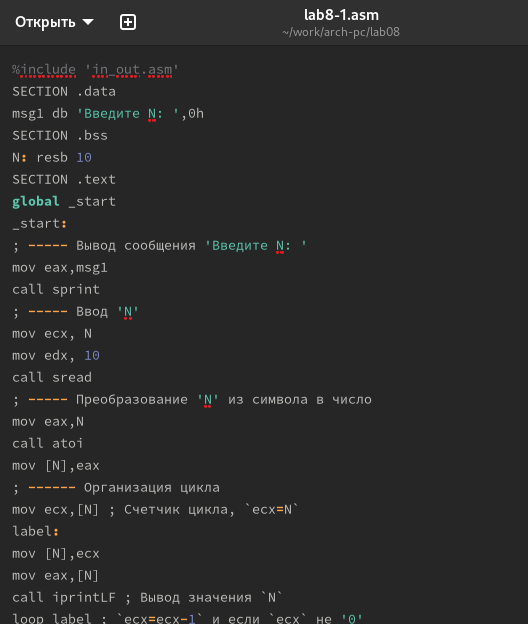 Открыть
lab8-1.asm
~/work/arch-pc/lab08
%include 'in_out.asm'
SECTION .data
msg1 db 'Введите N: ',0h
SECTION .bss
N: resb 10
SECTION .text
global _start
_start:
; ----- Вывод сообщения 'Введите N: '
mov eax,msg1
call sprint
; ----- Ввод 'N'
mov ecx, N
mov edx, 10
call sread
; ----- Преобразование 'N' из символа в число
mov eax,N
call atoi
mov [N],eax
; ------ Организация цикла
mov ecx,[N] ; Счетчик цикла, `ecx=N`
label:
mov [N],ecx
mov eax,[N]
call iprintLF ; Вывод значения `N`
loop label ; `ecx=ecx-1` и если `ecx` не '0'